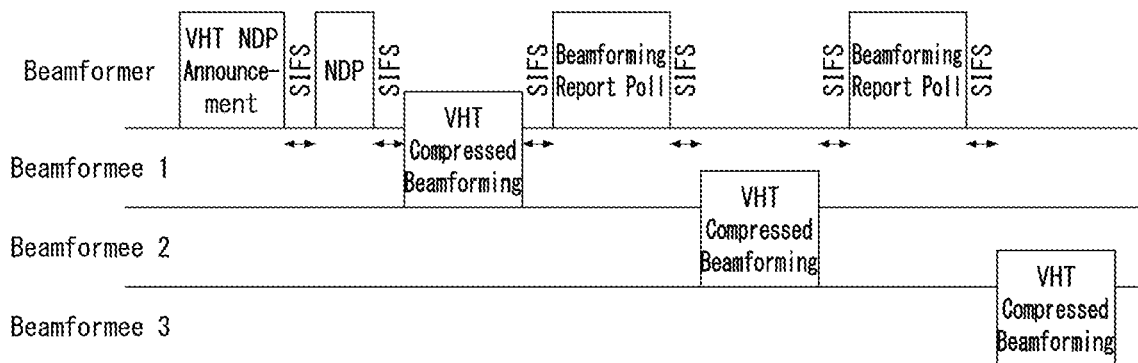 Beamformer
VHT NDP
Announce-
ment
SIFS
NDP
SIFS
VHT
Compressed
Beamforming
SIFS
Beamforming
Report Poll
SIFS
SIFS
Beamforming
Report Poll
SIFS
Beamformee 1
VHT
Compressed
Beamforming
Beamformee 2
VHT
Compressed
Beamforming
Beamformee 3